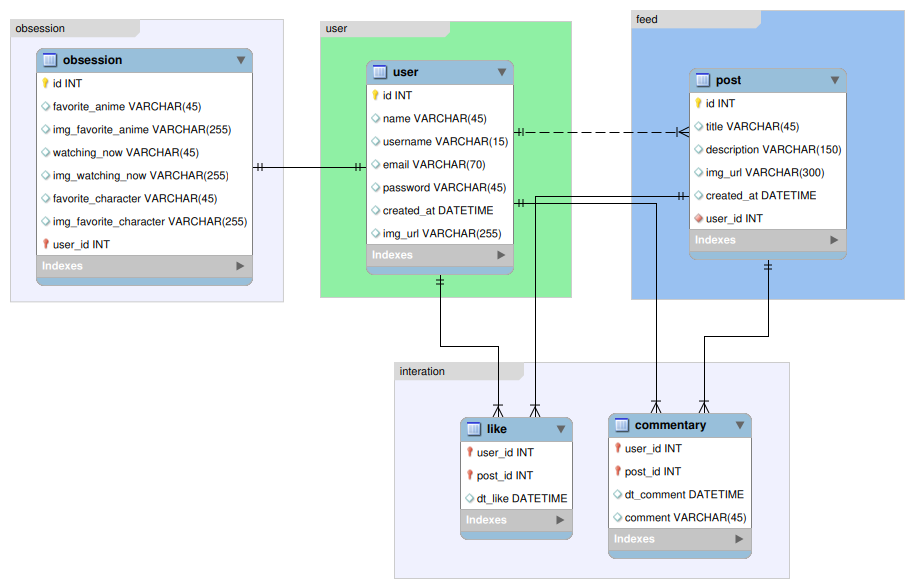 obsession
obsession
id INT
favorite_anime VARCHAR(45)
img_favorite_anime VARCHAR(255)
watching_now VARCHAR(45)
img_watching_now VARCHAR(255)
favorite_character VARCHAR(45)
img_favorite_character VARCHAR(255)
user_id INT
Indexes
user
user
id INT
name VARCHAR(45)
username VARCHAR(15)
email VARCHAR(70)
password VARCHAR(45)
created_at DATETIME
img_url VARCHAR(255)
Indexes
feed
post
id INT
title VARCHAR(45)
description VARCHAR(150)
img_url VARCHAR(300)
created_at DATETIME
user_id INT
Indexes
interation
like
user_id INT
post_id INT
dt_like DATETIME
Indexes
commentary
user_id INT
post_id INT
dt_comment DATETIME
comment VARCHAR(45)
Indexes